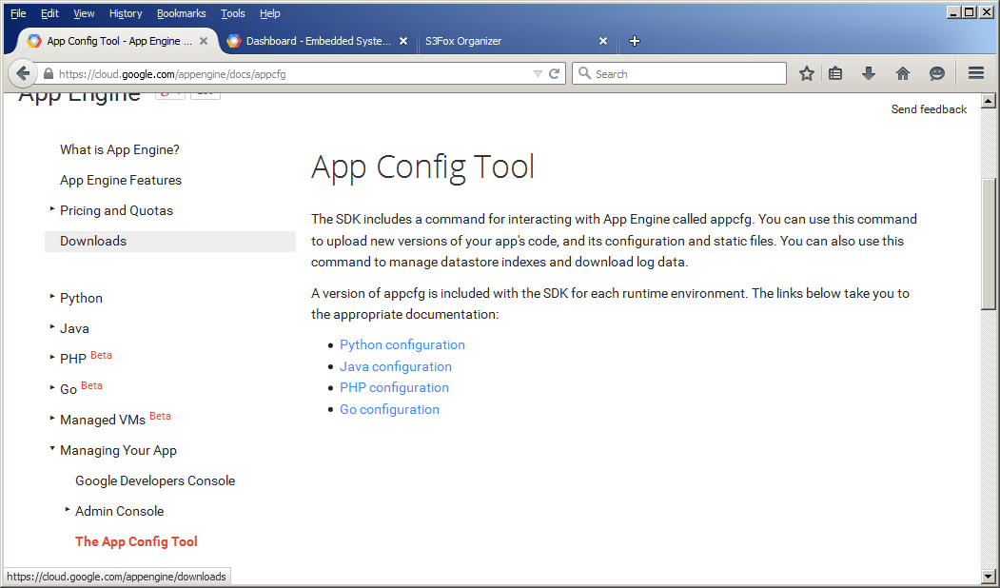 File Edit View History Bookmarks Tools Help
App Config Tool - App Engine ...
Dashboard - Embedded Syste...
S3Fox Organizer
https://cloud.google.com/appengine/docs/appcfg
Search
App Engine
Send feedback
What is App Engine?
App Engine Features
Pricing and Quotas
Downloads
Python
Java
PHP Beta
Go Beta
Managed VMs Beta
Managing Your App
Google Developers Console
Admin Console
The App Config Tool
App Config Tool
The SDK includes a command for interacting with App Engine called appcfg. You can use this command
to upload new versions of your app's code, and its configuration and static files. You can also use this
command to manage datastore indexes and download log data.
A version of appcfg is included with the SDK for each runtime environment. The links below take you to
the appropriate documentation:
Python configuration
Java configuration
PHP configuration
Go configuration
https://cloud.google.com/appengine/downloads